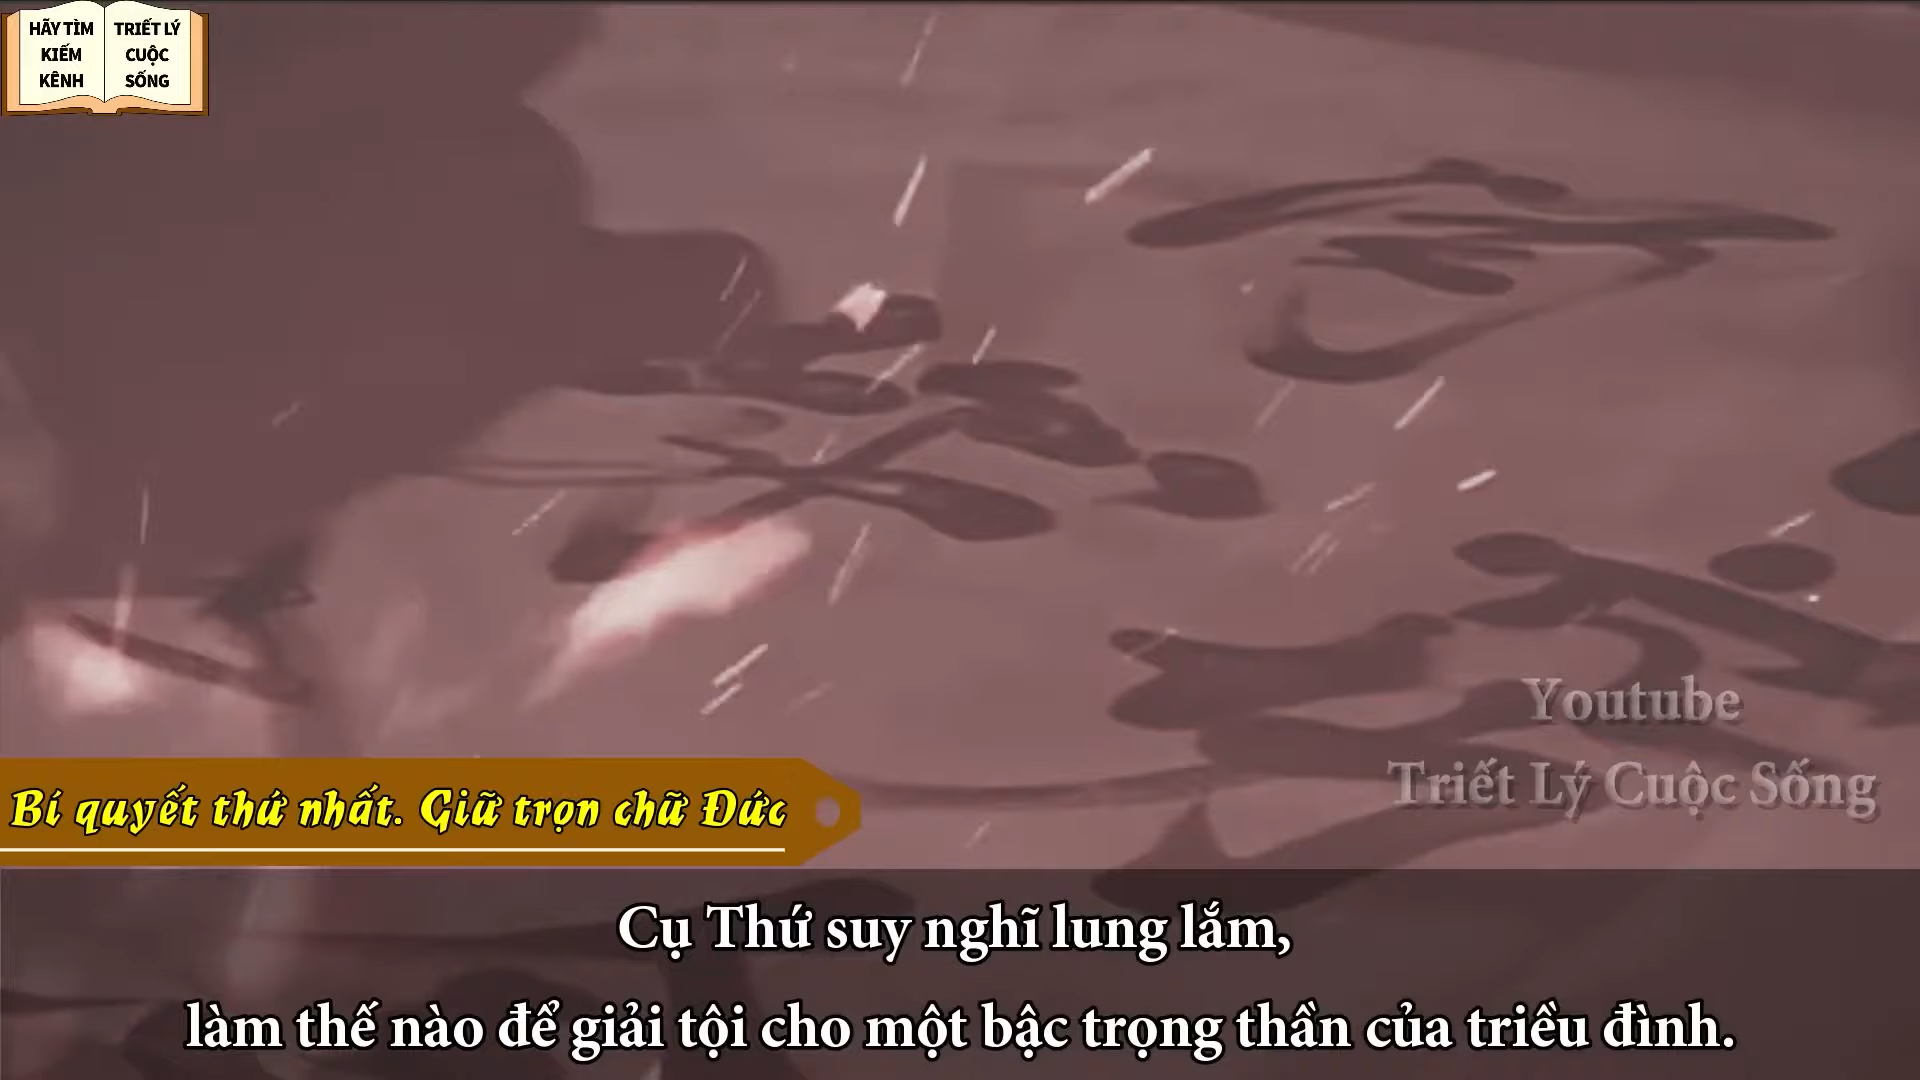 HÃY TÌM
KIẾM
KÊNH
TRIẾT LÝ
CUỘC
SỐNG
Youtube
Triết Lý Cuộc Sống
Bí quyết thứ nhất. Giữ trọn chữ Đức
Cụ Thứ suy nghĩ lung lắm,
làm thế nào để giải tội cho một bậc trọng thần của triều đình.